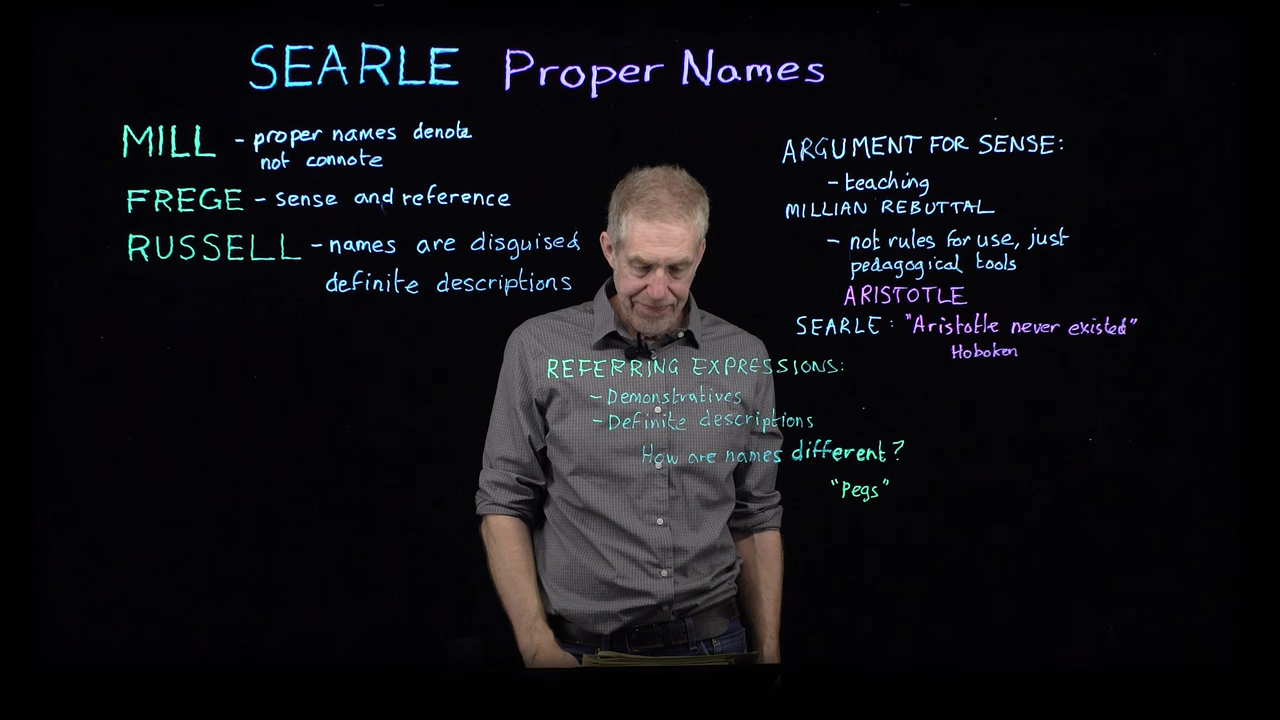 SEARLE Proper Names
MILL - proper names denote
not connote
FREGE - sense and reference
RUSSELL - names are disguised
definite descriptions
ARGUMENT FOR SENSE:
- teaching
MILLIAN REBUTTAL
- not rules for use, just
pedagogical tools
ARISTOTLE
SEARLE: "Aristotle never existed"
Hoboken
REFERRING EXPRESSIONS:
- Demonstratives
- Definite descriptions
How are names different?
"Pegs"